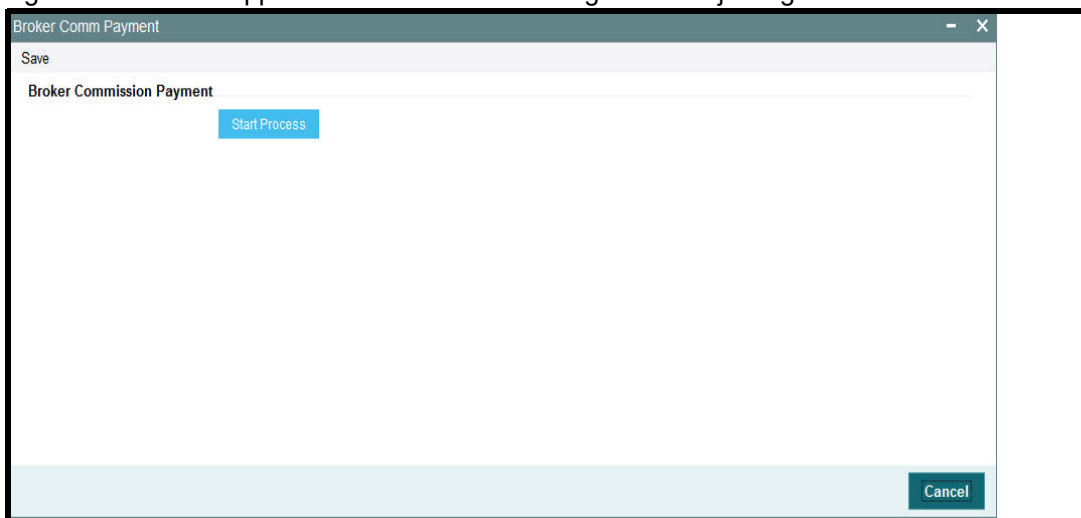 Broker Comm Payment
Save
Broker Commission Payment
Start Process
Cancel